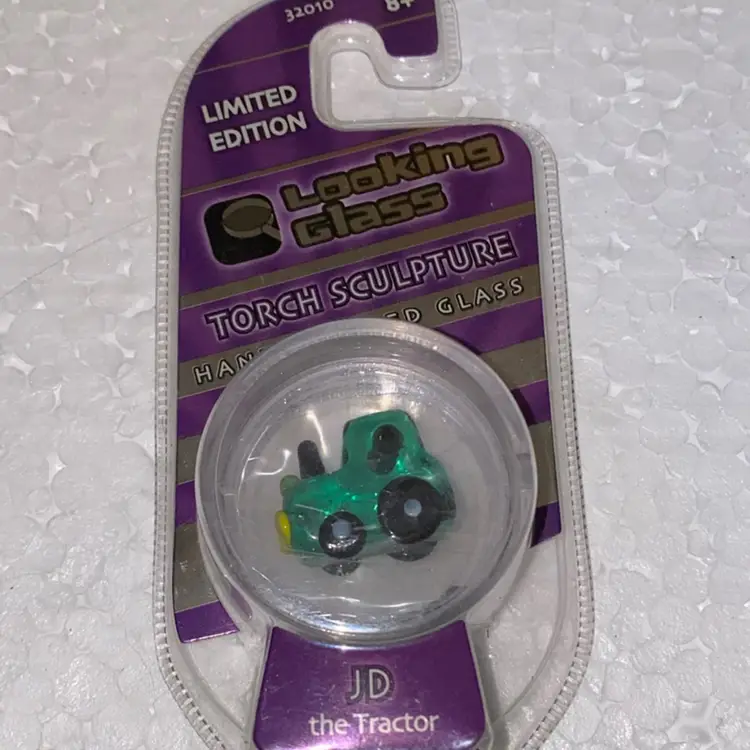 32010 8+
LIMITED
EDITION
Looking
Glass
TORCH SCULPTURE
GLASS
JD
the Tractor